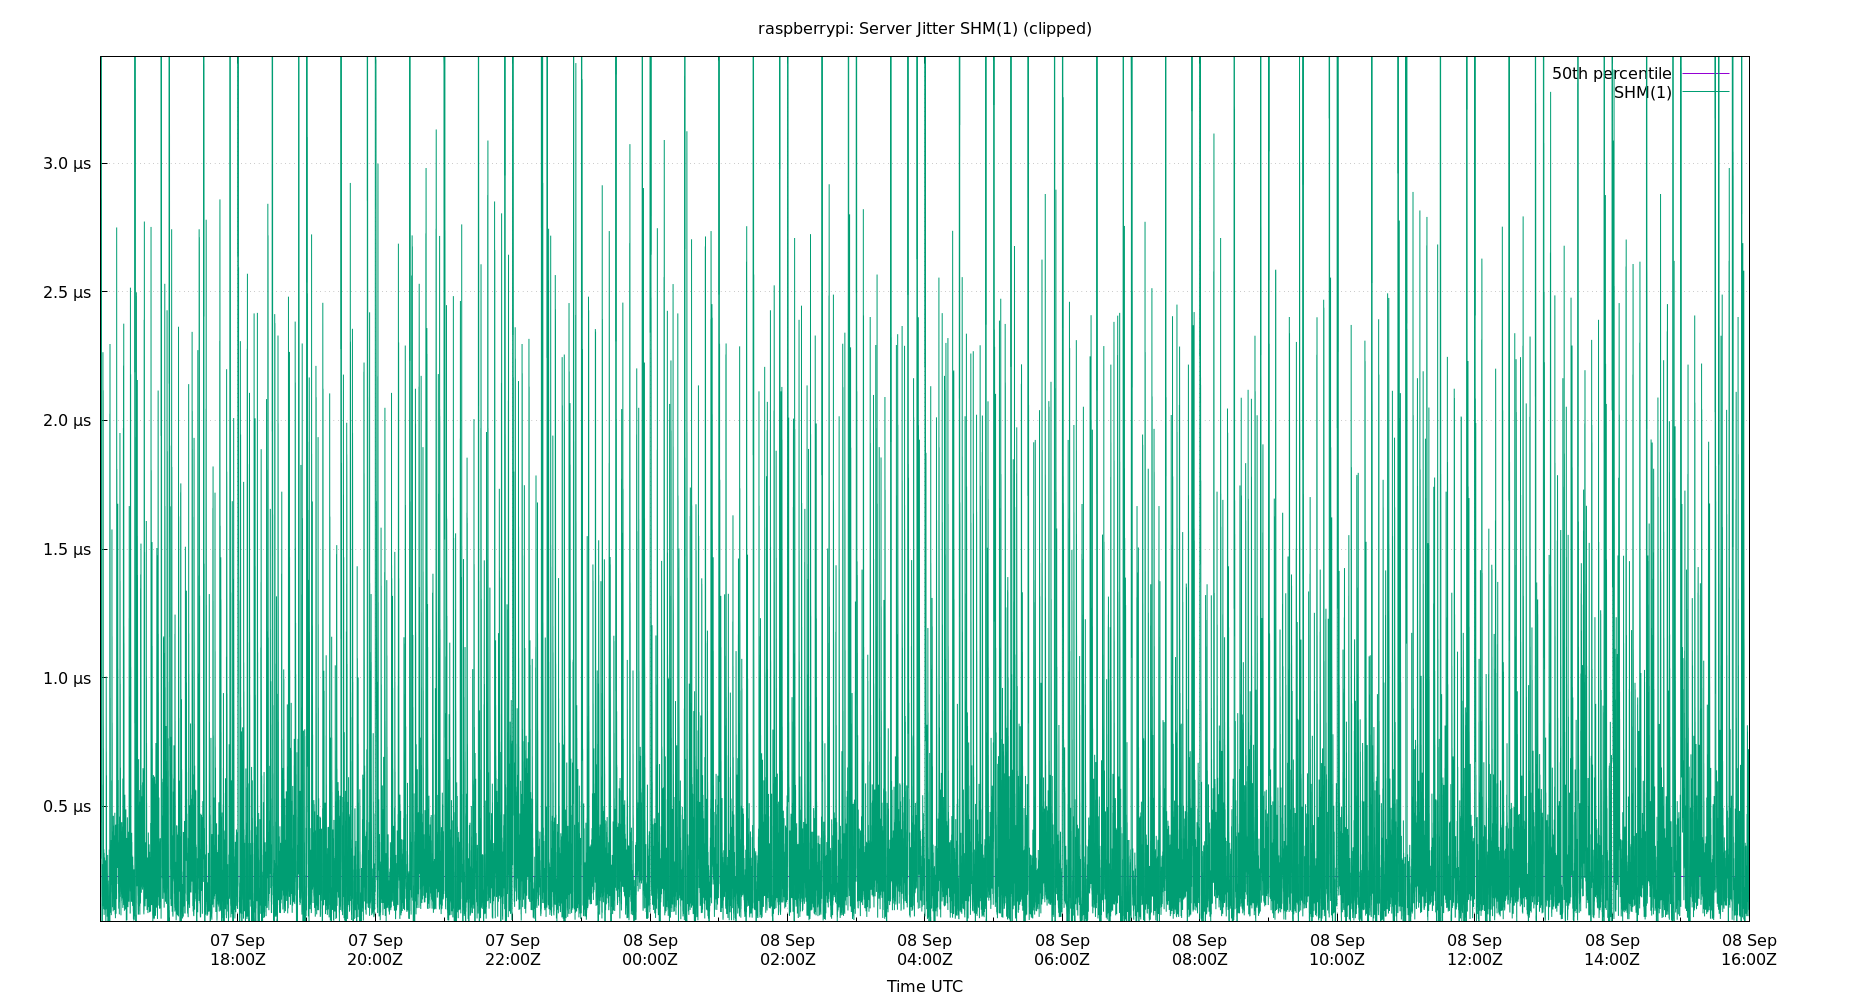 raspberrypi: Server Jitter SHM(1) (clipped)
50th percentile
SHM(1)
3.0 µs
2.5 µs
2.0 µs
1.5 µs
1.0 µs
0.5 µs
07 Sep 07 Sep 07 Sep 08 Sep 08 Sep 08 Sep 08 Sep 08 Sep 08 Sep 08 Sep 08 Sep 08 Sep
18:00Z 20:00Z 22:00Z 00:00Z 02:00Z 04:00Z 06:00Z 08:00Z 10:00Z 12:00Z 14:00Z 16:00Z
Time UTC